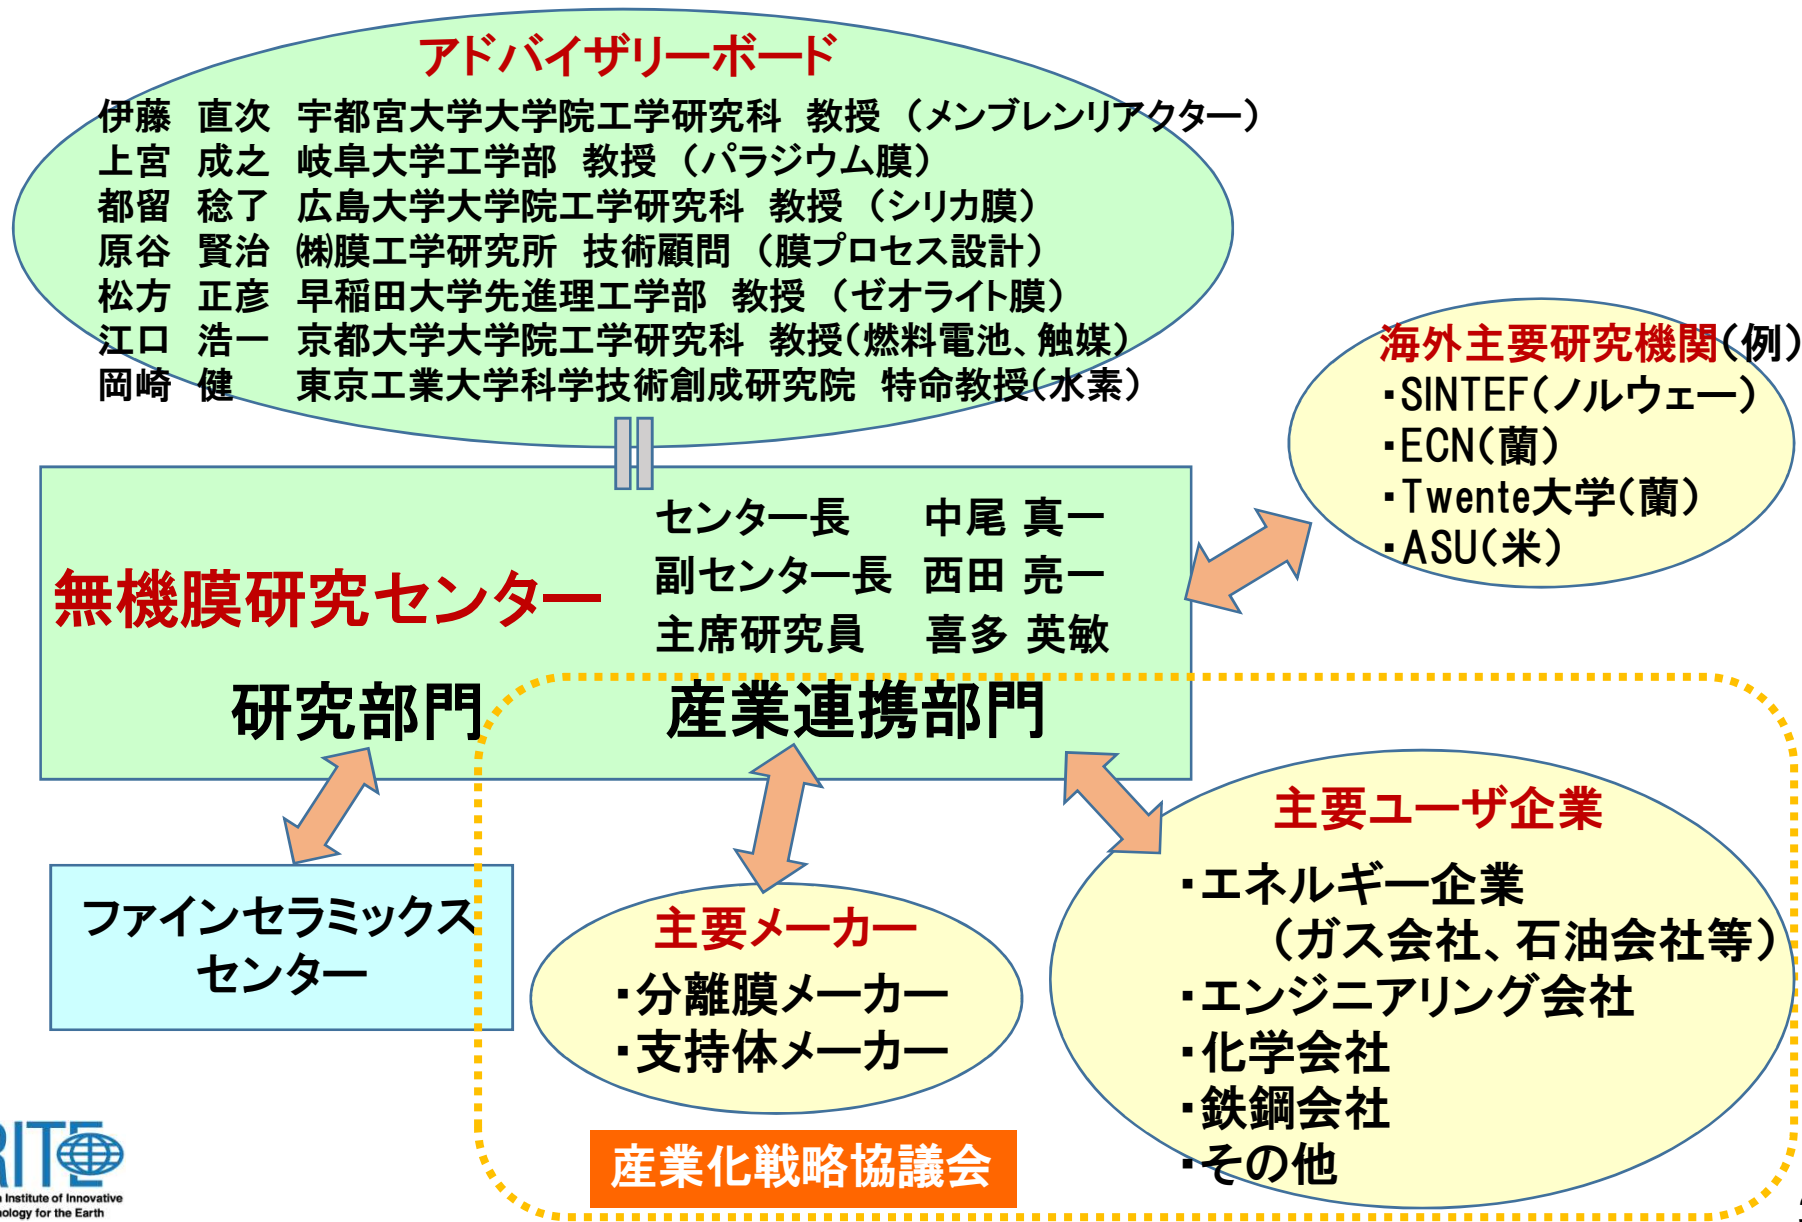 アドバイザリーボード
伊藤 直次 宇都宮大学大学院工学研究科 教授 （メンブレンリアクター）
上宮 成之 岐阜大学工学部 教授 （パラジウム膜）
都留 稔了 広島大学大学院工学研究科 教授 （シリカ膜）
原谷 賢治 ㈱膜工学研究所 技術顧問 （膜プロセス設計）
松方 正彦 早稲田大学先進理工学部 教授 （ゼオライト膜）
江口 浩一 京都大学大学院工学研究科 教授（燃料電池、触媒）
岡崎 健 東京工業大学科学技術創成研究院 特命教授（水素）
海外主要研究機関（例）
・SINTEF（ノルウェー）
・ECN（蘭）
・Twente大学（蘭）
・ASU（米）
無機膜研究センター
センター長 中尾 真一
副センター長 西田 亮一
主席研究員 喜多 英敏
研究部門
産業連携部門
ファインセラミックス
センター
主要メーカー
・分離膜メーカー
・支持体メーカー
主要ユーザ企業
・エネルギー企業
（ガス会社、石油会社等）
・エンジニアリング会社
・化学会社
・鉄鋼会社
・その他
産業化戦略協議会
RITE
Institute of Innovative
for the Earth